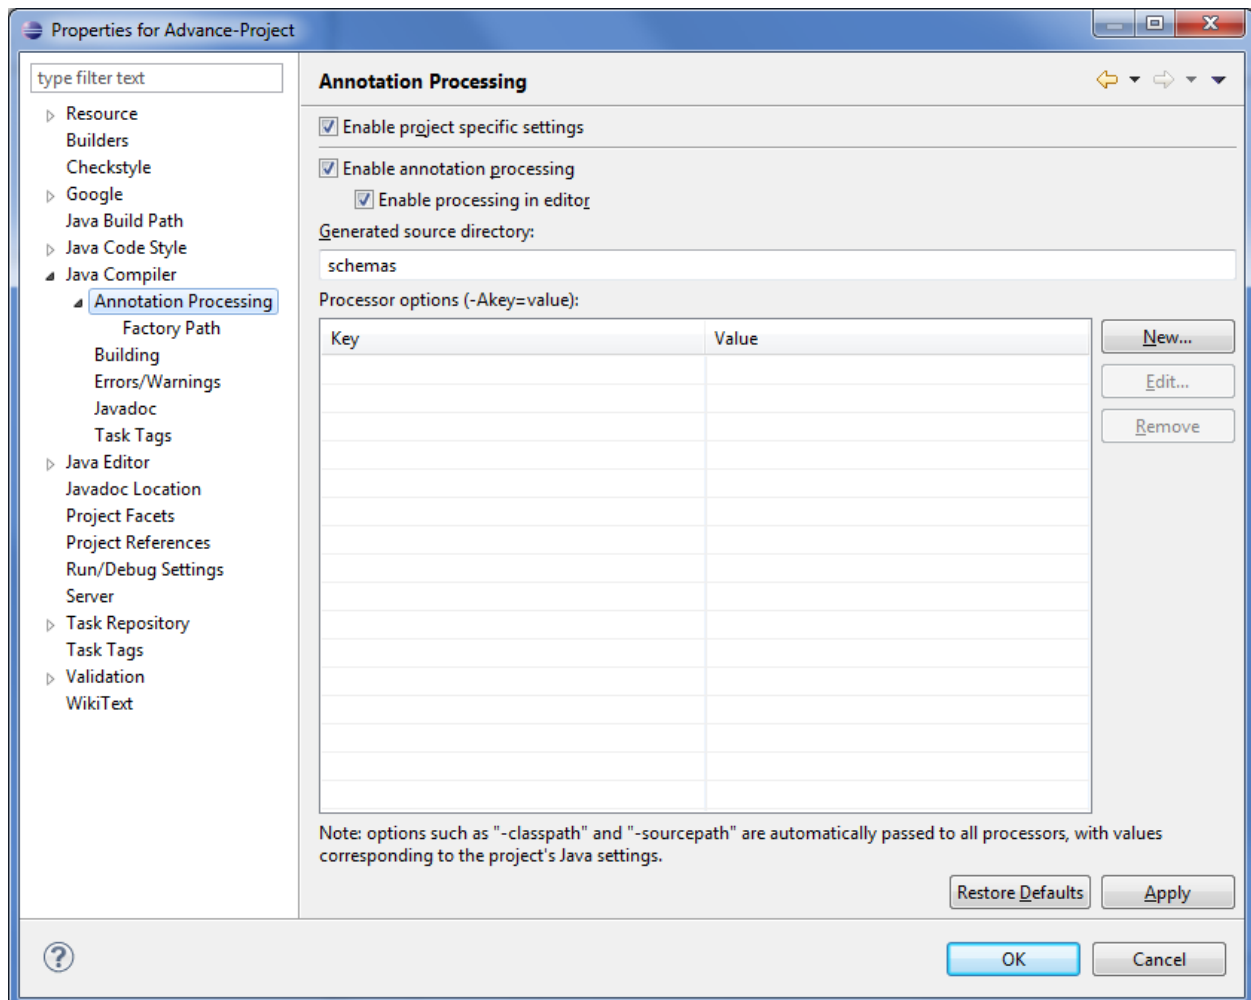 Properties for Advance-Project
type filter text
Resource
Builders
Checkstyle
Google
Java Build Path
Java Code Style
Java Compiler
Annotation Processing
Factory Path
Building
Errors/Warnings
Javadoc
Task Tags
Java Editor
Javadoc Location
Project Facets
Project References
Run/Debug Settings
Server
Task Repository
Task Tags
Validation
WikiText
Annotation Processing
Enable project specific settings
Enable annotation processing
Enable processing in editor
Generated source directory:
schemas
Processor options (-Akey=value):
Key Value
New...
Edit...
Remove
Note: options such as "-classpath" and "-sourcepath" are automatically passed to all processors, with values
corresponding to the project's Java settings.
Restore Defaults Apply
? OK Cancel